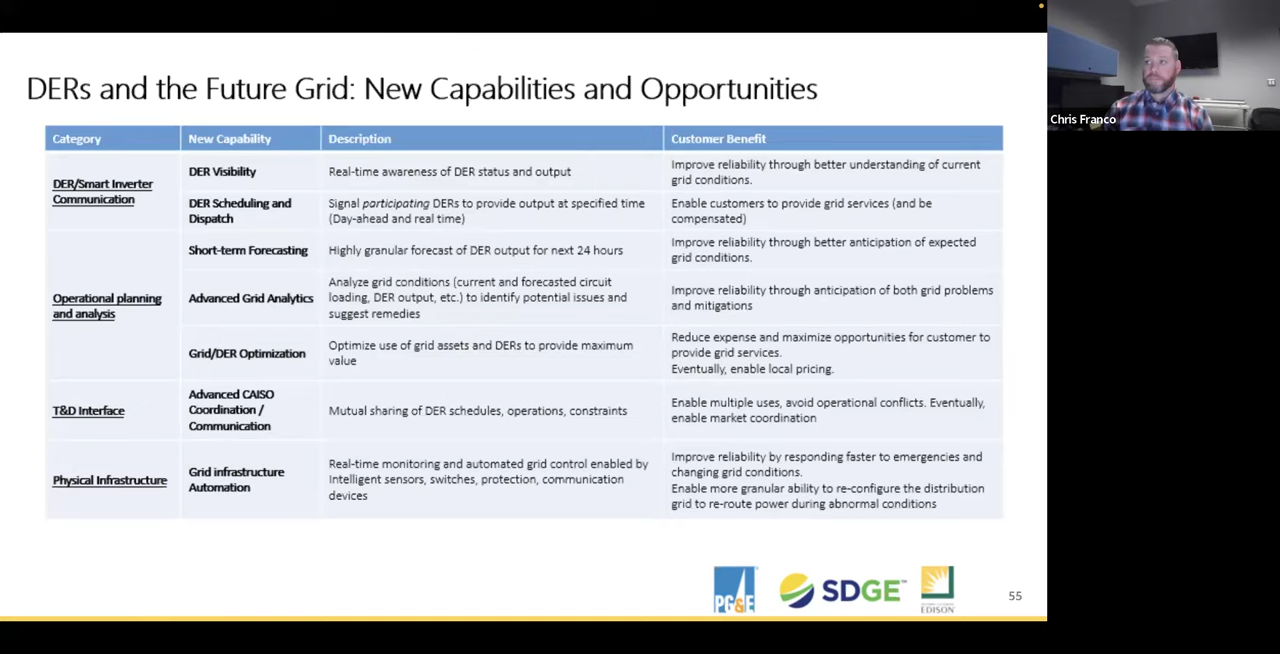 DERs and the Future Grid: New Capabilities and Opportunities
Category
New Capability
Description
Customer Benefit
DER/Smart Inverter
Communication
DER Visibility
Real-time awareness of DER status and output
Improve reliability through better understanding of current
grid conditions.
DER Scheduling and
Dispatch
Signal participating DERs to provide output at specified time
(Day-ahead and real time)
Enable customers to provide grid services (and be
compensated)
Operational planning
and analysis
Short-term Forecasting
Highly granular forecast of DER output for next 24 hours
Improve reliability through better anticipation of expected
grid conditions.
Advanced Grid Analytics
Analyze grid conditions (current and forecasted circuit
loading, DER output, etc.) to identify potential issues and
suggest remedies
Improve reliability through anticipation of both grid problems
and mitigations
Grid/DER Optimization
Optimize use of grid assets and DERs to provide maximum
value
Reduce expense and maximize opportunities for customer to
provide grid services.
Eventually, enable local pricing.
T&D Interface
Advanced CAISO
Coordination /
Communication
Mutual sharing of DER schedules, operations, constraints
Enable multiple uses, avoid operational conflicts. Eventually,
enable market coordination
Physical Infrastructure
Grid infrastructure
Automation
Real-time monitoring and automated grid control enabled by
Intelligent sensors, switches, protection, communication
devices
Improve reliability by responding faster to emergencies and
changing grid conditions.
Enable more granular ability to re-configure the distribution
grid to re-route power during abnormal conditions
PG&E
SDGE™
EDISON
55
Chris Franco